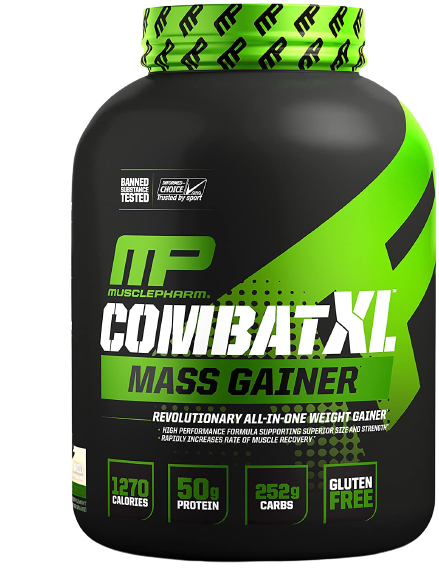 BANNED
SUBSTANCE
TESTED
INFORMED-
CHOICE
Trusted by sport
MP
MUSCLEPHARM®
COMBAT XL™
MASS GAINER
REVOLUTIONARY ALL-IN-ONE WEIGHT GAINER
• HIGH PERFORMANCE FORMULA SUPPORTING SUPERIOR SIZE AND STRENGTH
• RAPIDLY INCREASES RATE OF MUSCLE RECOVERY
1270
CALORIES
50g
PROTEIN
252g
CARBS
GLUTEN
FREE